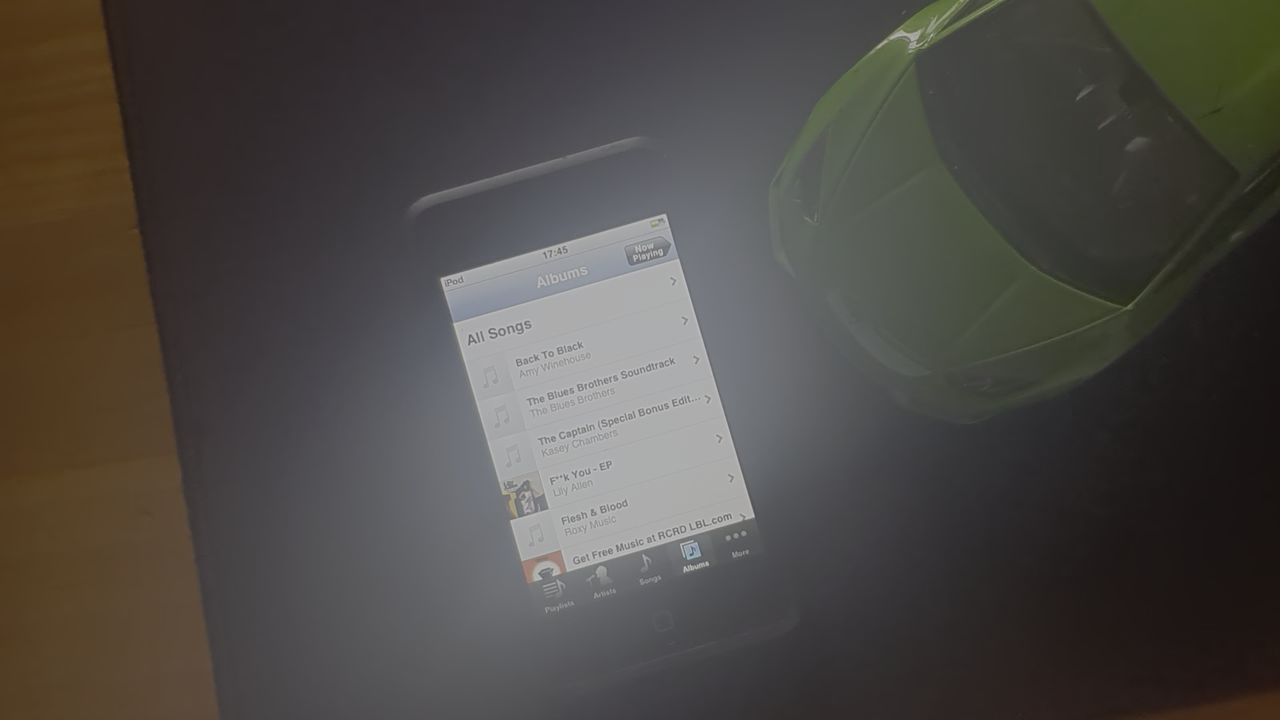 iPod
17:45
Albums
Now
Playing
All Songs
Back To Black
Amy Winehouse
The Blues Brothers Soundtrack
The Blues Brothers
The Captain (Special Bonus Edit...
Kasey Chambers
F**k You - EP
Lily Allen
Flesh & Blood
Roxy Music
Get Free Music at RCRD LBL.com
Playlists
Artists
Songs
Albums
More